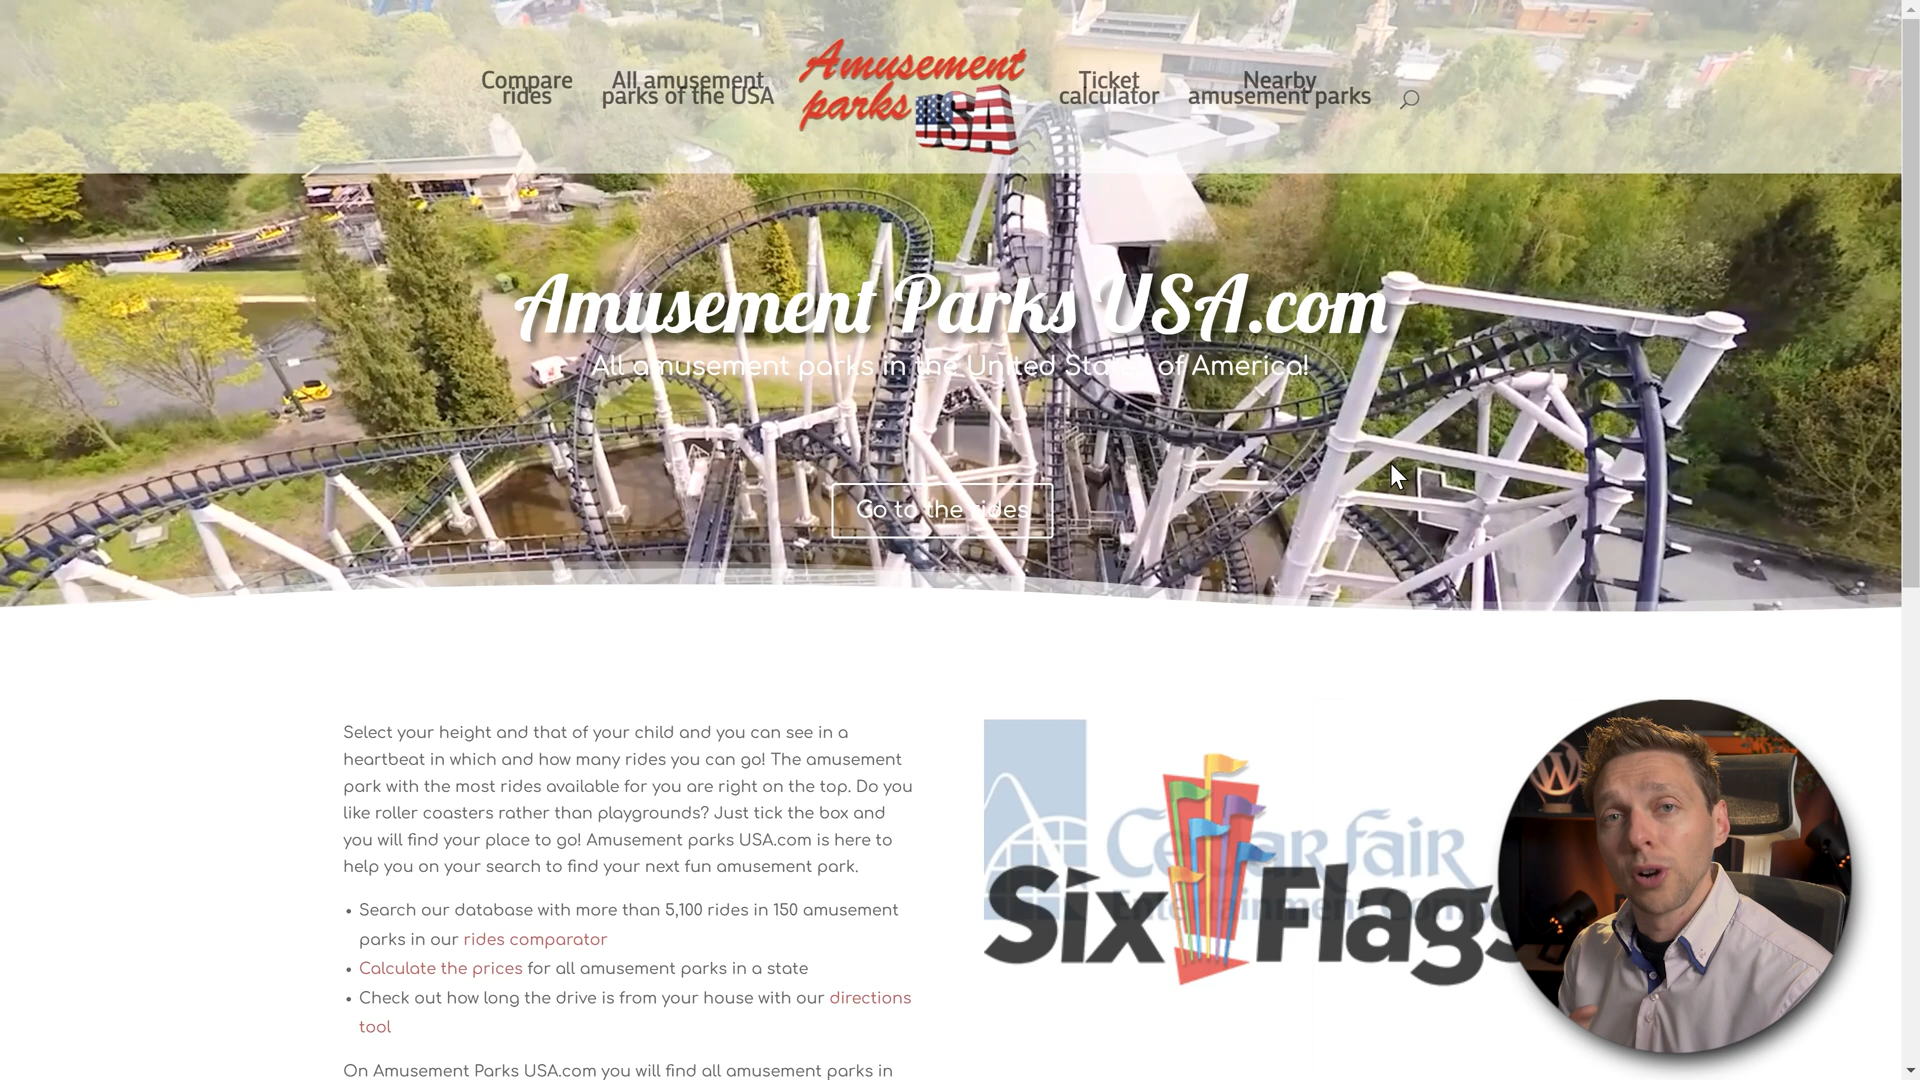 Compare
rides
All amusement
parks of the USA
Amusement
parks
USA
Ticket
calculator
Nearby
amusement parks
Amusement Parks USA.com
All amusement parks in the United States of America!
Go to the rides
Select your height and that of your child and you can see in a
heartbeat in which and how many rides you can go! The amusement
park with the most rides available for you are right on the top. Do you
like roller coasters rather than playgrounds? Just tick the box and
you will find your place to go! Amusement parks USA.com is here to
help you on your search to find your next fun amusement park.
• Search our database with more than 5,100 rides in 150 amusement
parks in our rides comparator
• Calculate the prices for all amusement parks in a state
• Check out how long the drive is from your house with our directions
tool
On Amusement Parks USA.com you will find all amusement parks in
Cedar Fair
Six Flags